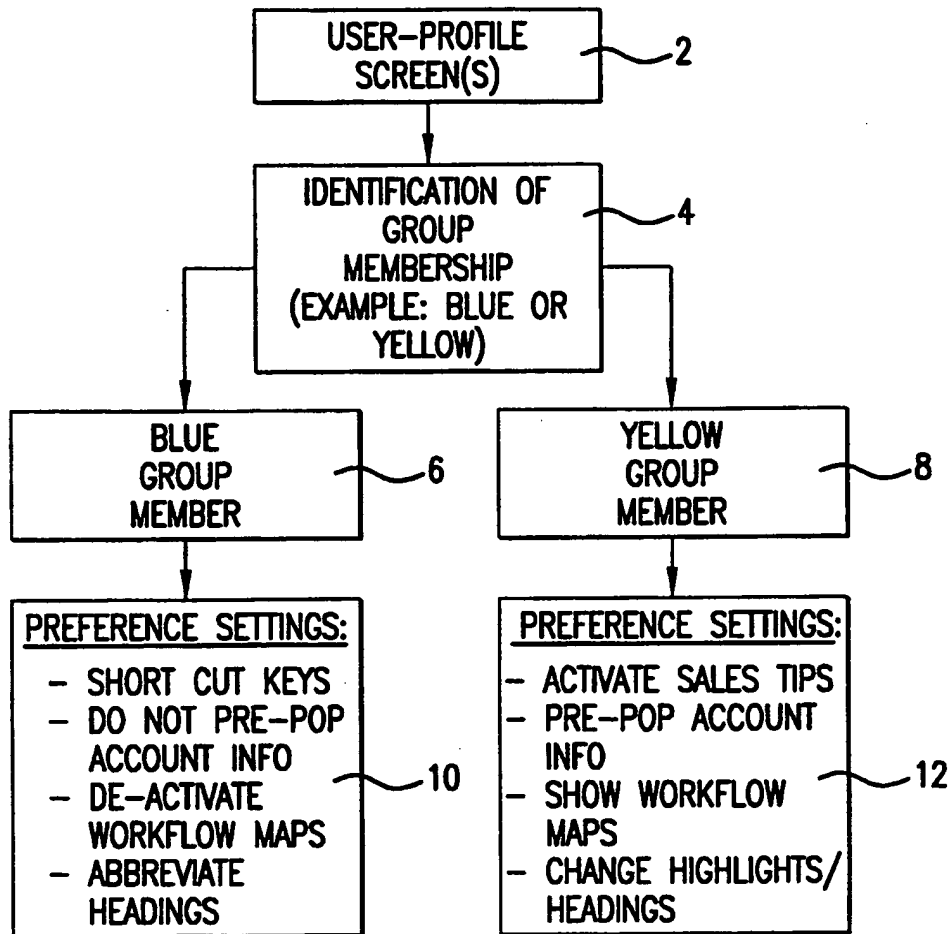 USER-PROFILE
SCREEN(S)
2
IDENTIFICATION OF
GROUP
MEMBERSHIP
(EXAMPLE: BLUE OR
YELLOW)
4
BLUE
GROUP
MEMBER
6
YELLOW
GROUP
MEMBER
8
PREFERENCE SETTINGS:
- SHORT CUT KEYS
- DO NOT PRE-POP
ACCOUNT INFO
- DE-ACTIVATE
WORKFLOW MAPS
- ABBREVIATE
HEADINGS
10
PREFERENCE SETTINGS:
- ACTIVATE SALES TIPS
- PRE-POP ACCOUNT
INFO
- SHOW WORKFLOW
MAPS
- CHANGE HIGHLIGHTS/
HEADINGS
12